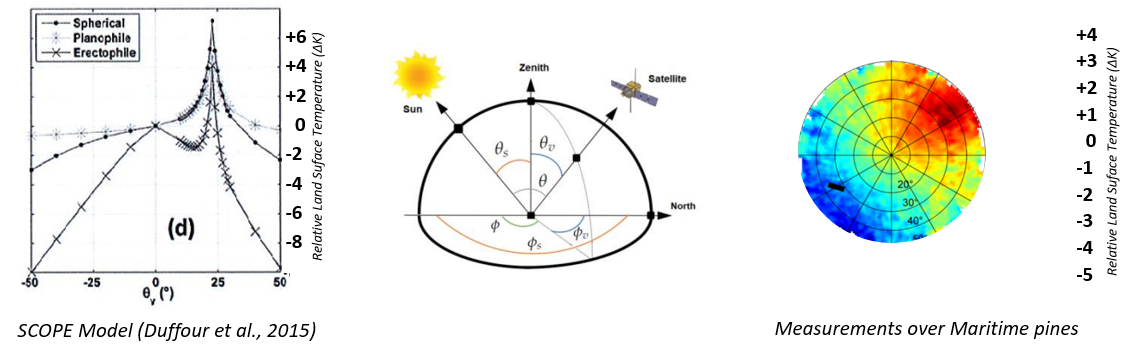 Spherical
Planophile
Erectophile
+6
+4
+2
0
-2
-4
-6
-8
Relative Land Suface Temperature (ΔK)
(d)
-50
-25
0
25
50
θv (°)
SCOPE Model (Duffour et al., 2015)
Zenith
Sun
Satellite
θs
θv
θ
North
ϕ
ϕs
ϕv
20°
30°
40°
+4
+3
+2
+1
0
-1
-2
-3
-4
-5
Relative Land Suface Temperature (ΔK)
Measurements over Maritime pines